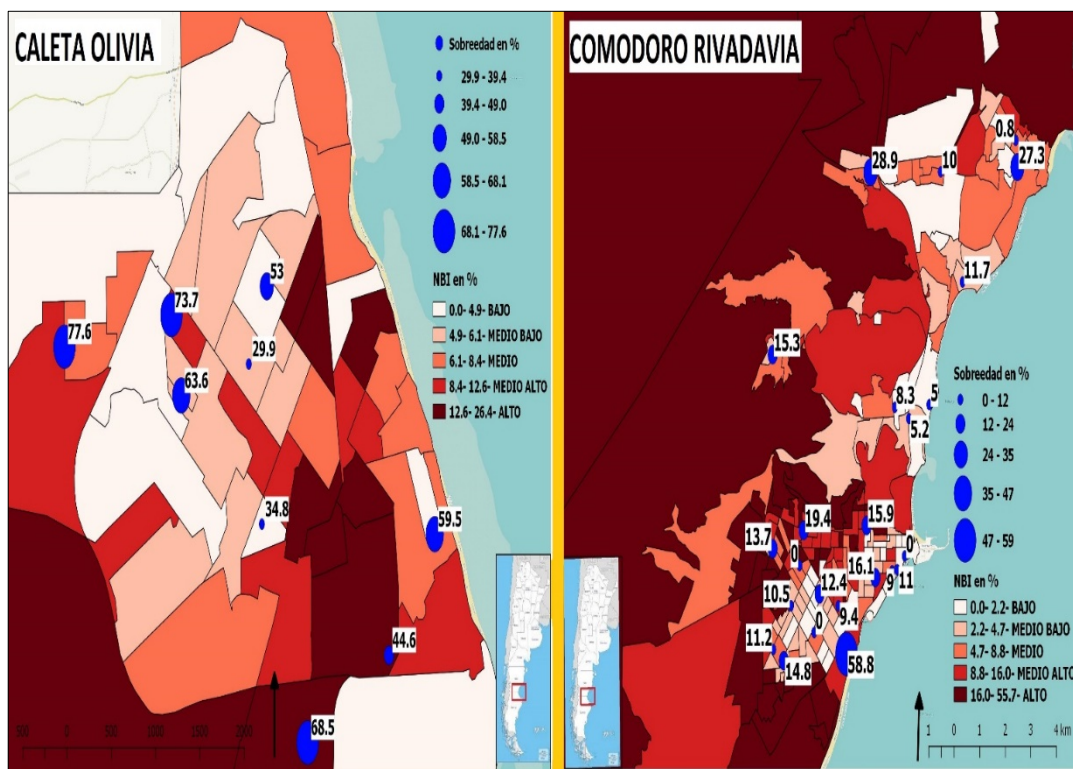 CALETA OLIVIA
Sobreedad en %
29.9 - 39.4
39.4 - 49.0
49.0 - 58.5
58.5 - 68.1
68.1 - 77.6
NBI en %
0.0- 4.9- BAJO
4.9- 6.1- MEDIO BAJO
6.1- 8.4- MEDIO
8.4- 12.6- MEDIO ALTO
12.6- 26.4- ALTO
53
73.7
77.6
29.9
63.6
34.8
59.5
44.6
68.5
500
0
500
1000
1500
2000
COMODORO RIVADAVIA
0.8
28.9
10
27.3
11.7
15.3
8.3
5
5.2
19.4
15.9
13.7
0
0
16.1
9
11
12.4
10.5
9.4
0
11.2
14.8
58.8
Sobreedad en %
0 - 12
12 - 24
24 - 35
35 - 47
47 - 59
NBI en %
0.0- 2.2- BAJO
2.2- 4.7- MEDIO BAJO
4.7- 8.8- MEDIO
8.8- 16.0- MEDIO ALTO
16.0- 55.7- ALTO
1 0 1 2 3 4 km